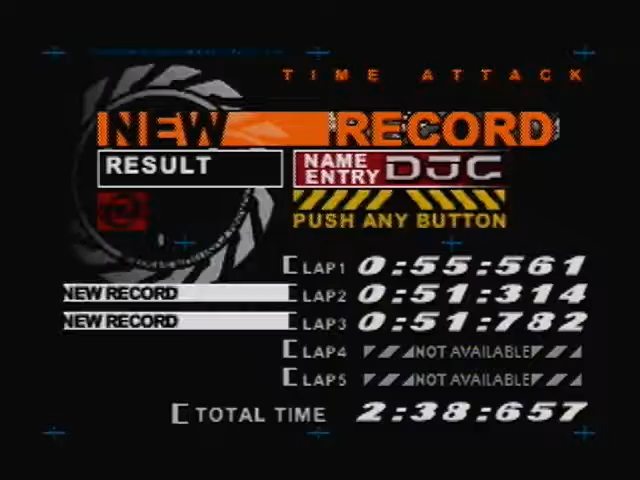 TIME ATTACK
NEW RECORD
RESULT
NAME ENTRY DJC
PUSH ANY BUTTON
LAP1 0:55:561
NEW RECORD LAP2 0:51:314
NEW RECORD LAP3 0:51:782
LAP4 NOT AVAILABLE
LAP5 NOT AVAILABLE
TOTAL TIME 2:38:657